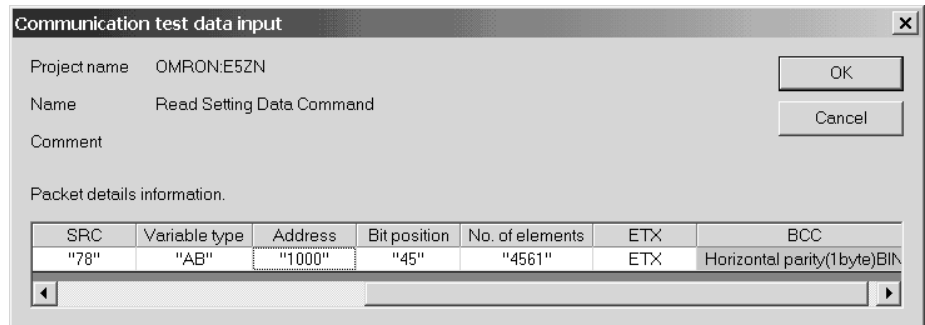 Communication test data input
Project name OMRON:E5ZN
OK
Name Read Setting Data Command
Cancel
Comment
Packet details information.
SRC Variable type Address Bit position No. of elements ETX BCC
"78" "AB" "1000" "45" "4561" ETX Horizontal parity(1byte)BIN